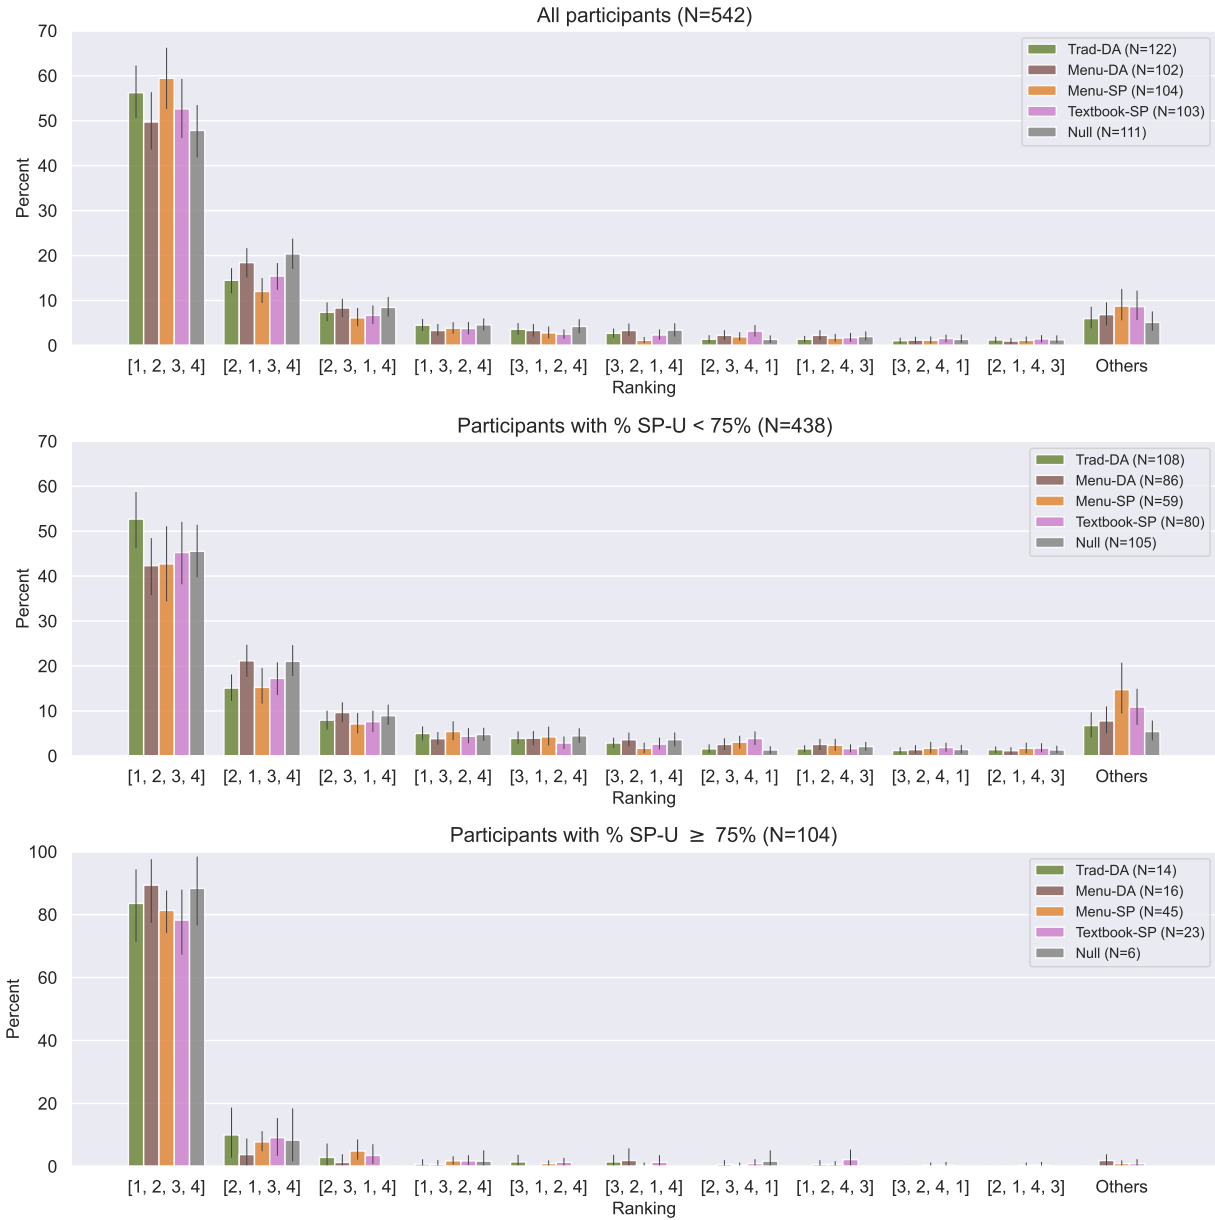 All participants (N=542)
70
60
50
40
30
20
10
0
Percent
Trad-DA (N=122)
Menu-DA (N=102)
Menu-SP (N=104)
Textbook-SP (N=103)
Null (N=111)
[1, 2, 3, 4] [2, 1, 3, 4] [2, 3, 1, 4] [1, 3, 2, 4] [3, 1, 2, 4] [3, 2, 1, 4] [2, 3, 4, 1] [1, 2, 4, 3] [3, 2, 4, 1] [2, 1, 4, 3] Others
Ranking
Participants with % SP-U < 75% (N=438)
70
60
50
40
30
20
10
0
Percent
Trad-DA (N=108)
Menu-DA (N=86)
Menu-SP (N=59)
Textbook-SP (N=80)
Null (N=105)
[1, 2, 3, 4] [2, 1, 3, 4] [2, 3, 1, 4] [1, 3, 2, 4] [3, 1, 2, 4] [3, 2, 1, 4] [2, 3, 4, 1] [1, 2, 4, 3] [3, 2, 4, 1] [2, 1, 4, 3] Others
Ranking
Participants with % SP-U ≥ 75% (N=104)
100
80
60
40
20
0
Percent
Trad-DA (N=14)
Menu-DA (N=16)
Menu-SP (N=45)
Textbook-SP (N=23)
Null (N=6)
[1, 2, 3, 4] [2, 1, 3, 4] [2, 3, 1, 4] [1, 3, 2, 4] [3, 1, 2, 4] [3, 2, 1, 4] [2, 3, 4, 1] [1, 2, 4, 3] [3, 2, 4, 1] [2, 1, 4, 3] Others
Ranking